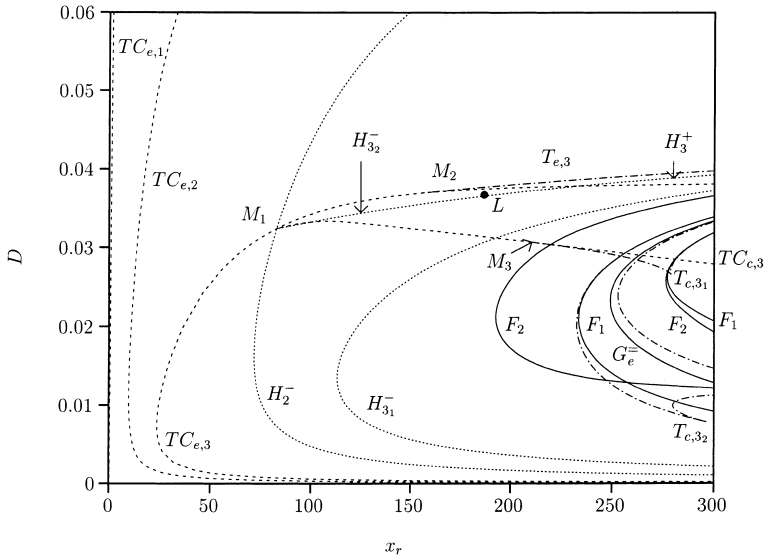 0.06
TC_{e,1}
0.05
H_{3_2}^-
H_3^+
T_{e,3}
0.04
M_2
TC_{e,2}
L
M_1
D
0.03
M_3
TC_{c,3}
T_{c,3_1}
0.02
F_2
F_1
F_2
F_1
G_e^=
0.01
H_2^-
H_{3_1}^-
TC_{e,3}
T_{c,3_2}
0
0
50
100
150
200
250
300
x_r